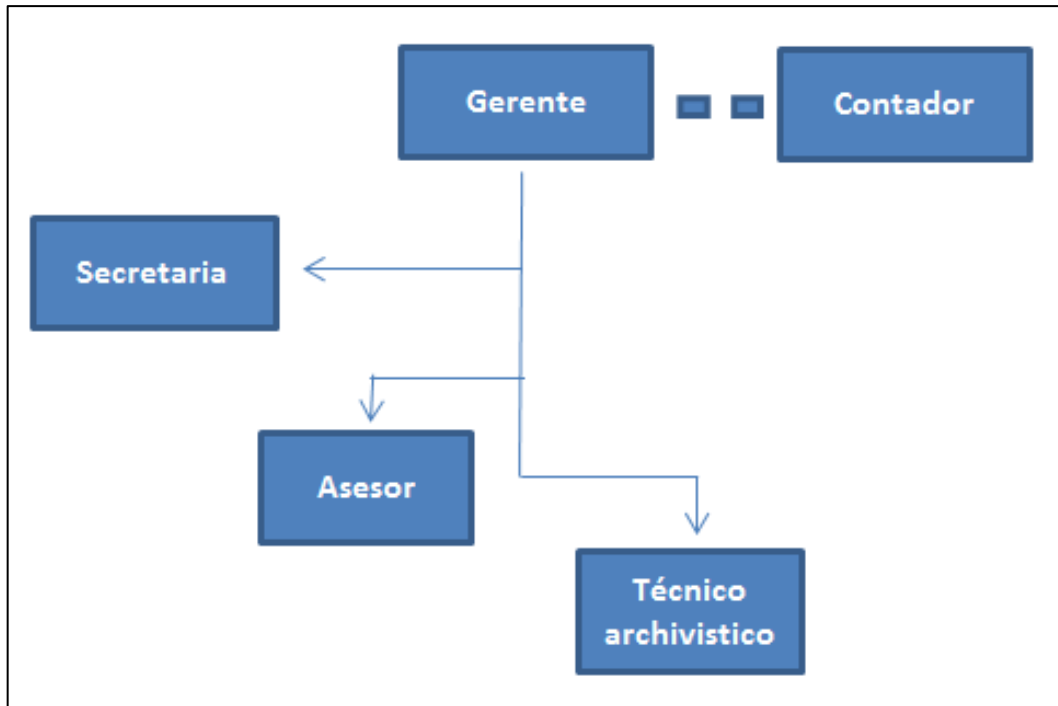 Gerente
Contador
Secretaria
Asesor
Técnico
archivistico